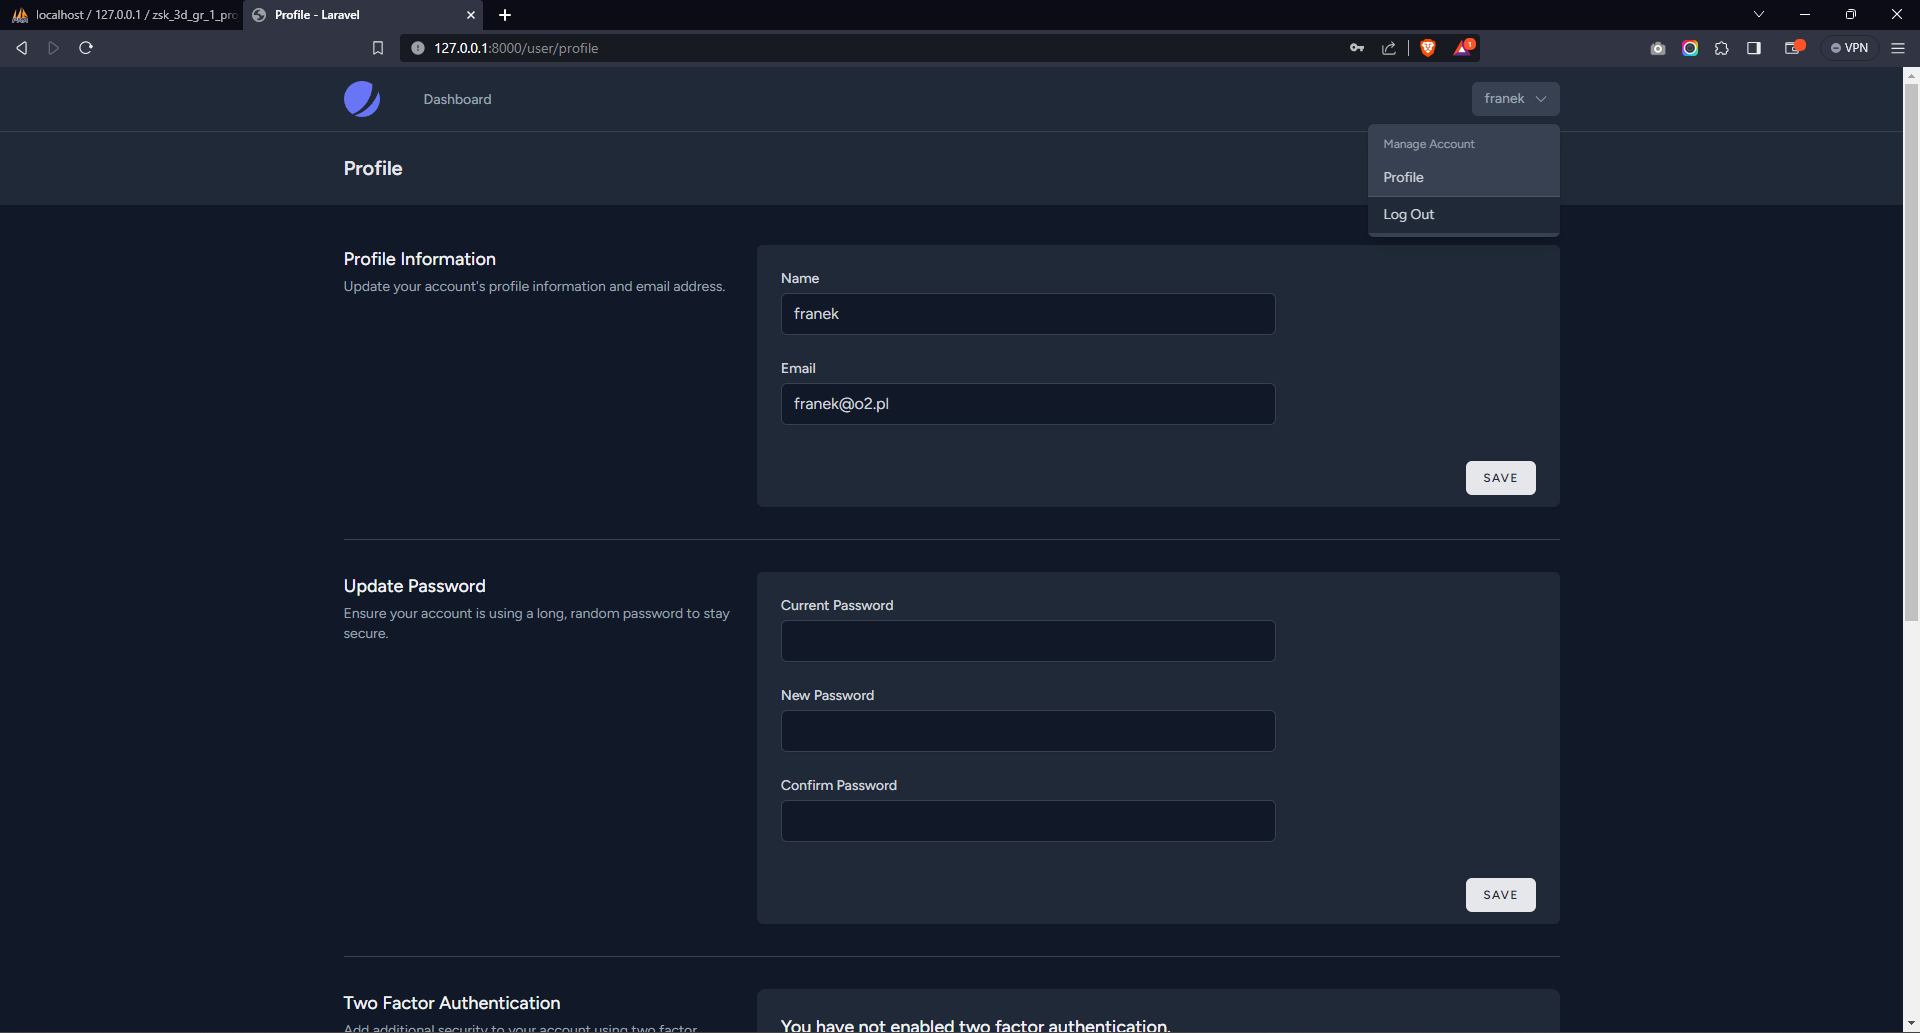 localhost / 127.0.0.1 / zsk_3d_gr_1_pro
Profile - Laravel
127.0.0.1:8000/user/profile
1
VPN
Dashboard
franek
Manage Account
Profile
Log Out
Profile
Profile Information
Update your account's profile information and email address.
Name
franek
Email
franek@o2.pl
SAVE
Update Password
Ensure your account is using a long, random password to stay
secure.
Current Password
New Password
Confirm Password
SAVE
Two Factor Authentication
Add additional security to your account using two factor
You have not enabled two factor authentication.